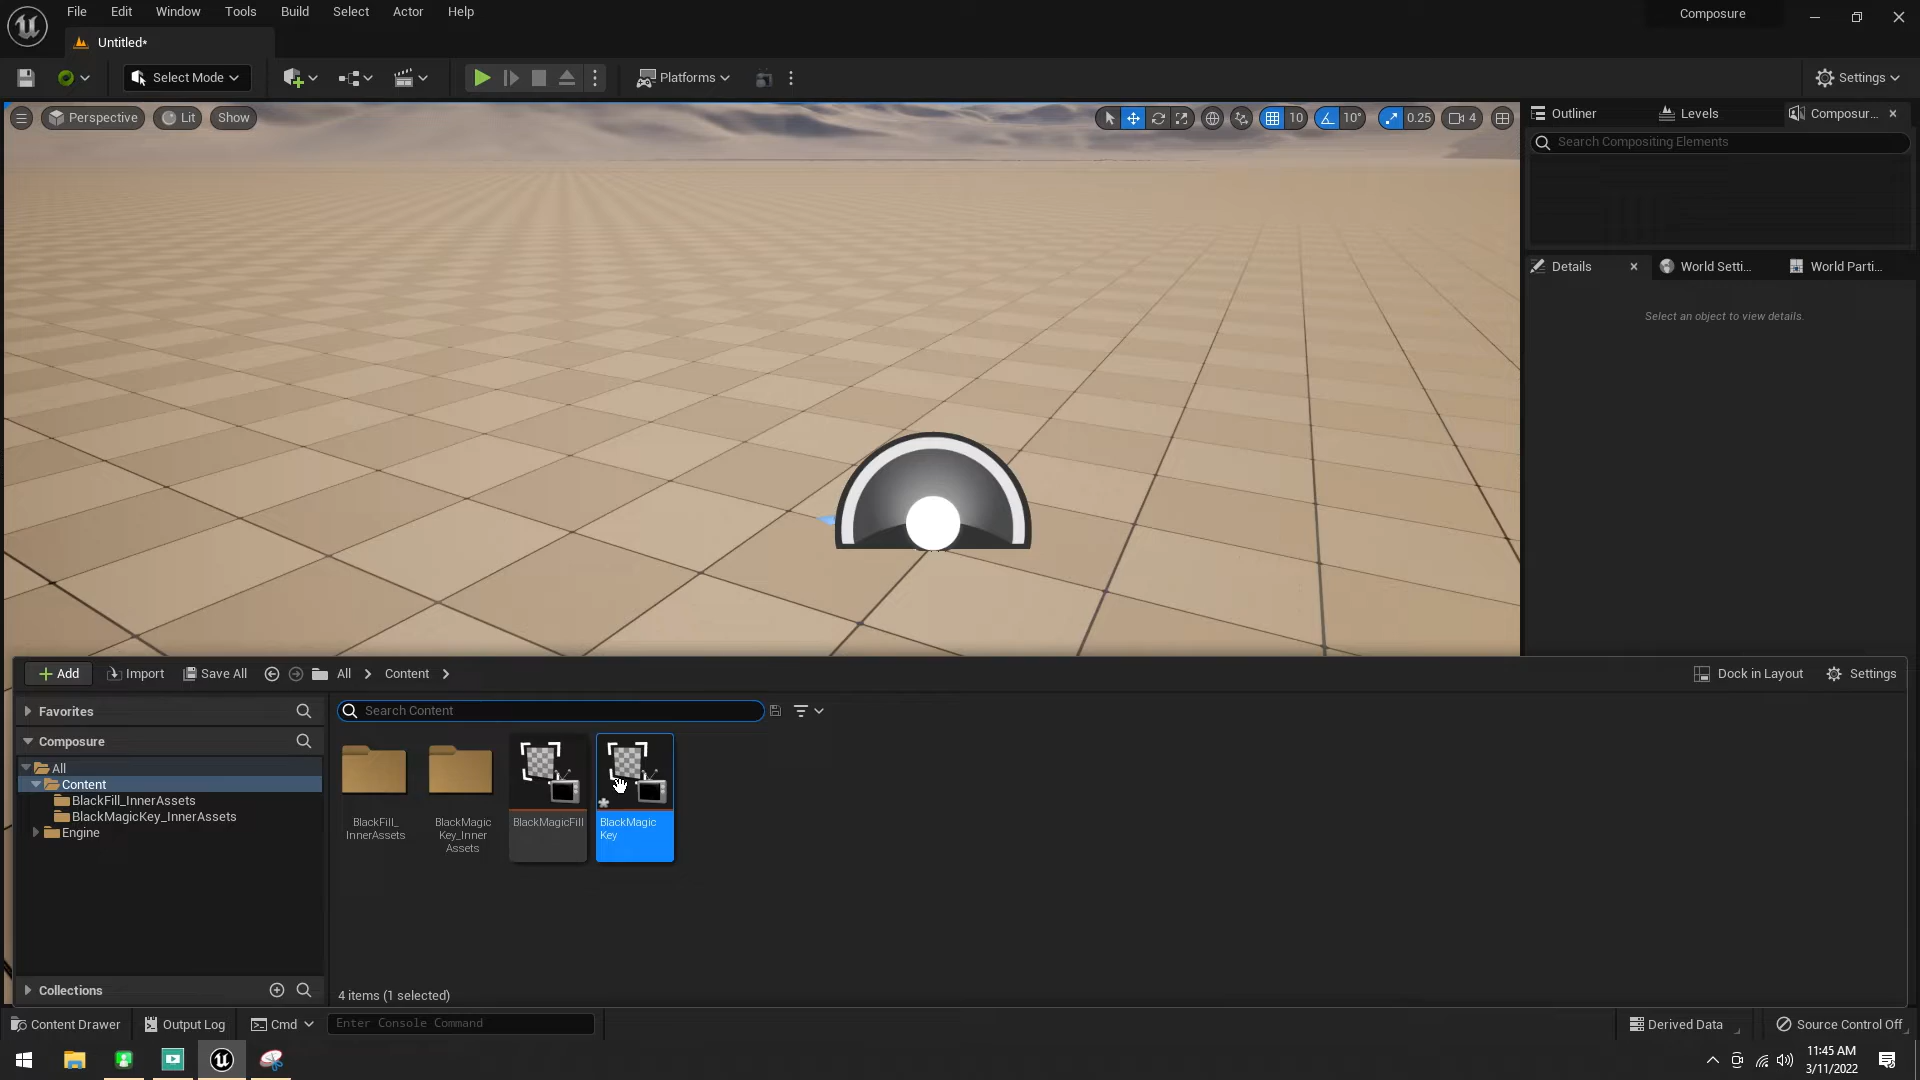 File Edit Window Tools Build Select Actor Help
Composure
Untitled*
Select Mode
Platforms
Settings
Perspective
Lit
Show
10
10°
0.25
4
Outliner
Levels
Composur...
Search Compositing Elements
Details
World Setti...
World Parti...
Select an object to view details.
Add
Import
Save All
All
Content
Dock in Layout
Settings
Favorites
Search Content
Composure
All
Content
BlackFill_InnerAssets
BlackMagicKey_InnerAssets
Engine
BlackFill_
InnerAssets
BlackMagic
Key_Inner
Assets
BlackMagicFill
BlackMagic
Key
Collections
4 items (1 selected)
Content Drawer
Output Log
Cmd
Enter Console Command
Derived Data
Source Control Off
11:45 AM
3/11/2022